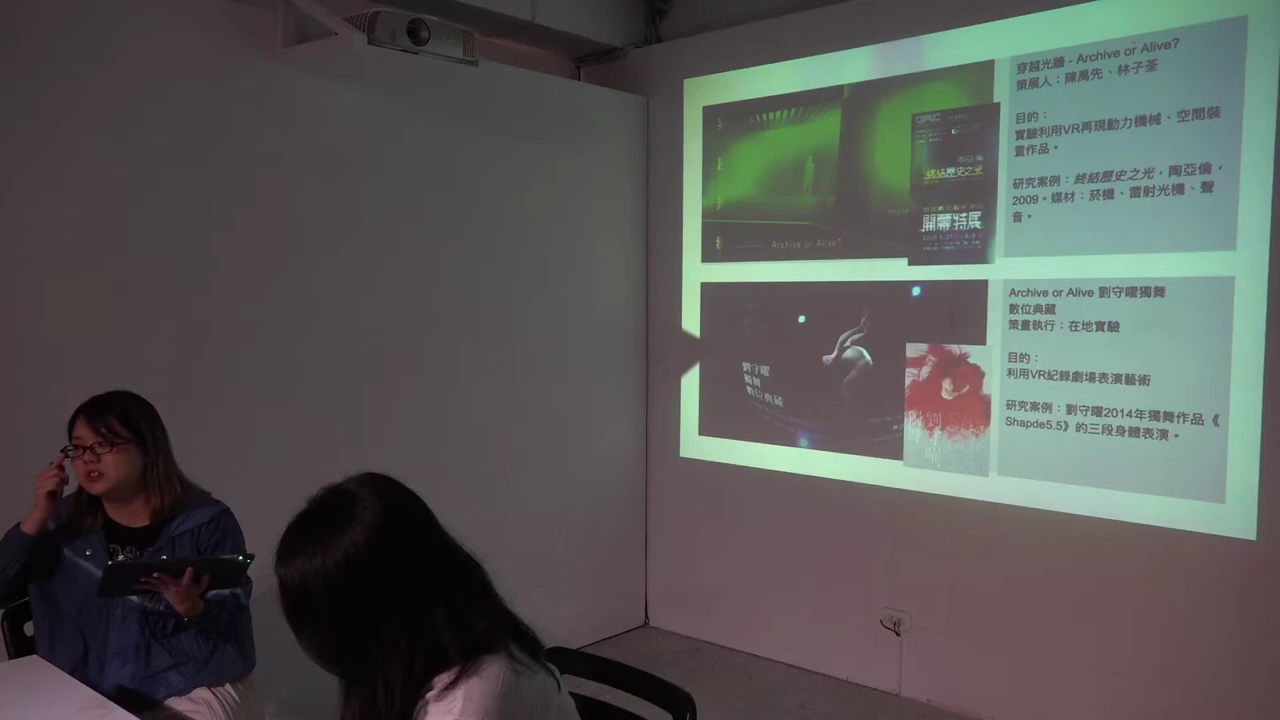 穿越光牆 - Archive or Alive?
策展人：陳禹先、林子荃
目的：
實驗利用VR再現動力機械、空間裝
置作品。
研究案例：終結歷史之光，陶亞倫，
2009。媒材：菸機、雷射光機、聲
音。
Archive or Alive?
終結歷史之光
開幕特展
Archive or Alive 劉守曜獨舞
數位典藏
策畫執行：在地實驗
目的：
利用VR紀錄劇場表演藝術
研究案例：劉守曜2014年獨舞作品《
Shapde5.5》的三段身體表演。
劉守曜
獨舞
數位典藏